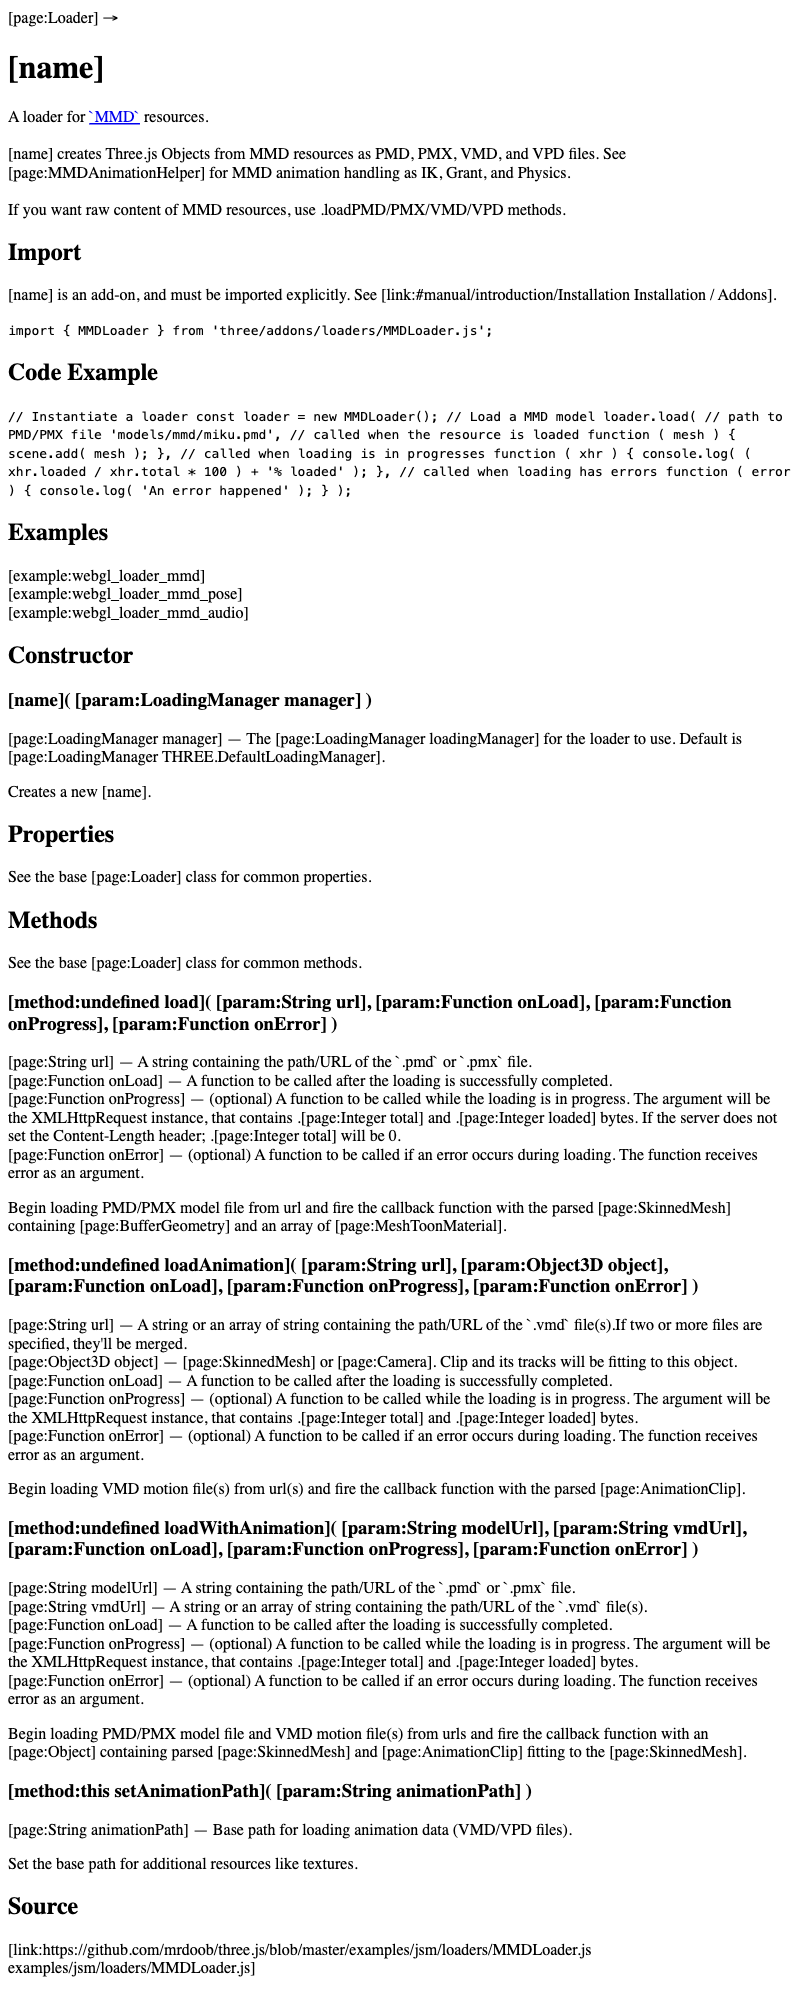 [page:Loader] →
[name]
A loader for `MMD` resources.
[name] creates Three.js Objects from MMD resources as PMD, PMX, VMD, and VPD files. See
[page:MMDAnimationHelper] for MMD animation handling as IK, Grant, and Physics.
If you want raw content of MMD resources, use .loadPMD/PMX/VMD/VPD methods.
Import
[name] is an add-on, and must be imported explicitly. See [link:#manual/introduction/Installation Installation / Addons].
import { MMDLoader } from 'three/addons/loaders/MMDLoader.js';
Code Example
// Instantiate a loader const loader = new MMDLoader(); // Load a MMD model loader.load( // path to
PMD/PMX file 'models/mmd/miku.pmd', // called when the resource is loaded function ( mesh ) {
scene.add( mesh ); }, // called when loading is in progresses function ( xhr ) { console.log( (
xhr.loaded / xhr.total * 100 ) + '% loaded' ); }, // called when loading has errors function ( error
) { console.log( 'An error happened' ); } );
Examples
[example:webgl_loader_mmd]
[example:webgl_loader_mmd_pose]
[example:webgl_loader_mmd_audio]
Constructor
[name]( [param:LoadingManager manager] )
[page:LoadingManager manager] — The [page:LoadingManager loadingManager] for the loader to use. Default is
[page:LoadingManager THREE.DefaultLoadingManager].
Creates a new [name].
Properties
See the base [page:Loader] class for common properties.
Methods
See the base [page:Loader] class for common methods.
[method:undefined load]( [param:String url], [param:Function onLoad], [param:Function
onProgress], [param:Function onError] )
[page:String url] — A string containing the path/URL of the `.pmd` or `.pmx` file.
[page:Function onLoad] — A function to be called after the loading is successfully completed.
[page:Function onProgress] — (optional) A function to be called while the loading is in progress. The argument will be
the XMLHttpRequest instance, that contains .[page:Integer total] and .[page:Integer loaded] bytes. If the server does not
set the Content-Length header; .[page:Integer total] will be 0.
[page:Function onError] — (optional) A function to be called if an error occurs during loading. The function receives
error as an argument.
Begin loading PMD/PMX model file from url and fire the callback function with the parsed [page:SkinnedMesh]
containing [page:BufferGeometry] and an array of [page:MeshToonMaterial].
[method:undefined loadAnimation]( [param:String url], [param:Object3D object],
[param:Function onLoad], [param:Function onProgress], [param:Function onError] )
[page:String url] — A string or an array of string containing the path/URL of the `.vmd` file(s).If two or more files are
specified, they'll be merged.
[page:Object3D object] — [page:SkinnedMesh] or [page:Camera]. Clip and its tracks will be fitting to this object.
[page:Function onLoad] — A function to be called after the loading is successfully completed.
[page:Function onProgress] — (optional) A function to be called while the loading is in progress. The argument will be
the XMLHttpRequest instance, that contains .[page:Integer total] and .[page:Integer loaded] bytes.
[page:Function onError] — (optional) A function to be called if an error occurs during loading. The function receives
error as an argument.
Begin loading VMD motion file(s) from url(s) and fire the callback function with the parsed [page:AnimationClip].
[method:undefined loadWithAnimation]( [param:String modelUrl], [param:String vmdUrl],
[param:Function onLoad], [param:Function onProgress], [param:Function onError] )
[page:String modelUrl] — A string containing the path/URL of the `.pmd` or `.pmx` file.
[page:String vmdUrl] — A string or an array of string containing the path/URL of the `.vmd` file(s).
[page:Function onLoad] — A function to be called after the loading is successfully completed.
[page:Function onProgress] — (optional) A function to be called while the loading is in progress. The argument will be
the XMLHttpRequest instance, that contains .[page:Integer total] and .[page:Integer loaded] bytes.
[page:Function onError] — (optional) A function to be called if an error occurs during loading. The function receives
error as an argument.
Begin loading PMD/PMX model file and VMD motion file(s) from urls and fire the callback function with an
[page:Object] containing parsed [page:SkinnedMesh] and [page:AnimationClip] fitting to the [page:SkinnedMesh].
[method:this setAnimationPath]( [param:String animationPath] )
[page:String animationPath] — Base path for loading animation data (VMD/VPD files).
Set the base path for additional resources like textures.
Source
[link:https://github.com/mrdoob/three.js/blob/master/examples/jsm/loaders/MMDLoader.js
examples/jsm/loaders/MMDLoader.js]